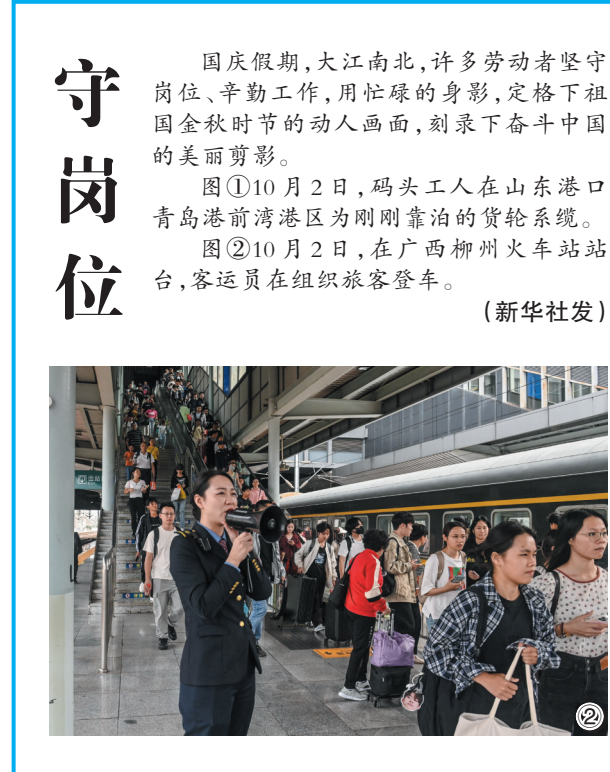 守岗位
国庆假期,大江南北,许多劳动者坚守
岗位、辛勤工作,用忙碌的身影,定格下祖
国金秋时节的动人画面,刻录下奋斗中国
的美丽剪影。
图①10月2日,码头工人在山东港口
青岛港前湾港区为刚刚靠泊的货轮系缆。
图②10月2日,在广西柳州火车站站
台,客运员在组织旅客登车。
(新华社发)
②